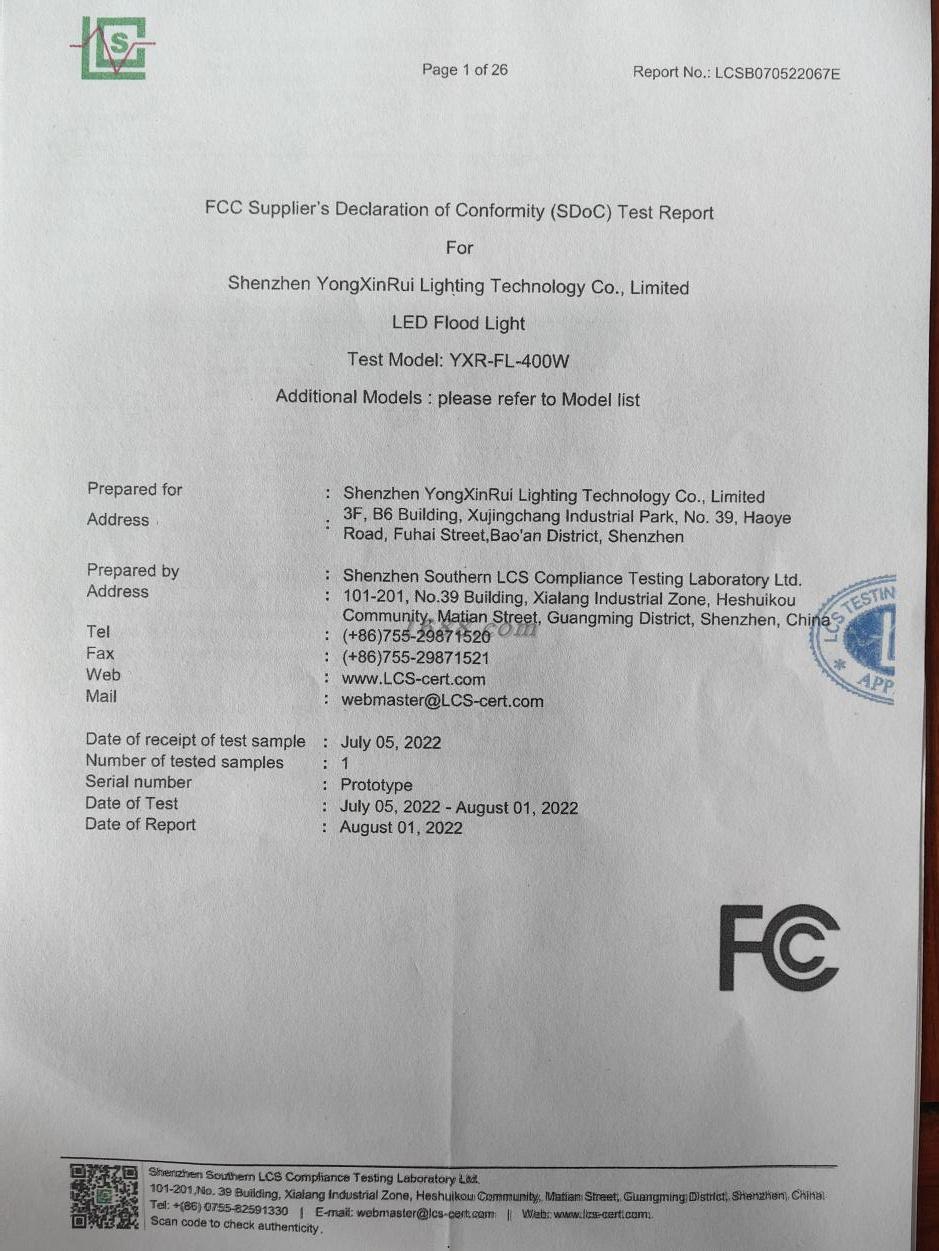 S
Page 1 of 26
Report No.: LCSB070522067E
FCC Supplier's Declaration of Conformity (SDoC) Test Report
For
Shenzhen YongXinRui Lighting Technology Co., Limited
LED Flood Light
Test Model: YXR-FL-400W
Additional Models : please refer to Model list
Prepared for : Shenzhen YongXinRui Lighting Technology Co., Limited
Address : 3F, B6 Building, Xujingchang Industrial Park, No. 39, Haoye
Road, Fuhai Street,Bao'an District, Shenzhen
Prepared by : Shenzhen Southern LCS Compliance Testing Laboratory Ltd.
Address : 101-201, No.39 Building, Xialang Industrial Zone, Heshuikou
Community, Matian Street, Guangming District, Shenzhen, China
Tel : (+86)755-29871520
Fax : (+86)755-29871521
Web : www.LCS-cert.com
Mail : webmaster@LCS-cert.com
LCS TESTIN
APP
Date of receipt of test sample : July 05, 2022
Number of tested samples : 1
Serial number : Prototype
Date of Test : July 05, 2022 - August 01, 2022
Date of Report : August 01, 2022
FCC
Shenzhen Southern LCS Compliance Testing Laboratory Ltd.
101-201,No. 39 Building, Xialang Industrial Zone, Heshuikou Community, Matian Street, Guangming District, Shenzhen, China
Tel: +(86) 0755-82591330 | E-mail: webmaster@lcs-cert.com | Web: www.lcs-cert.com
Scan code to check authenticity.